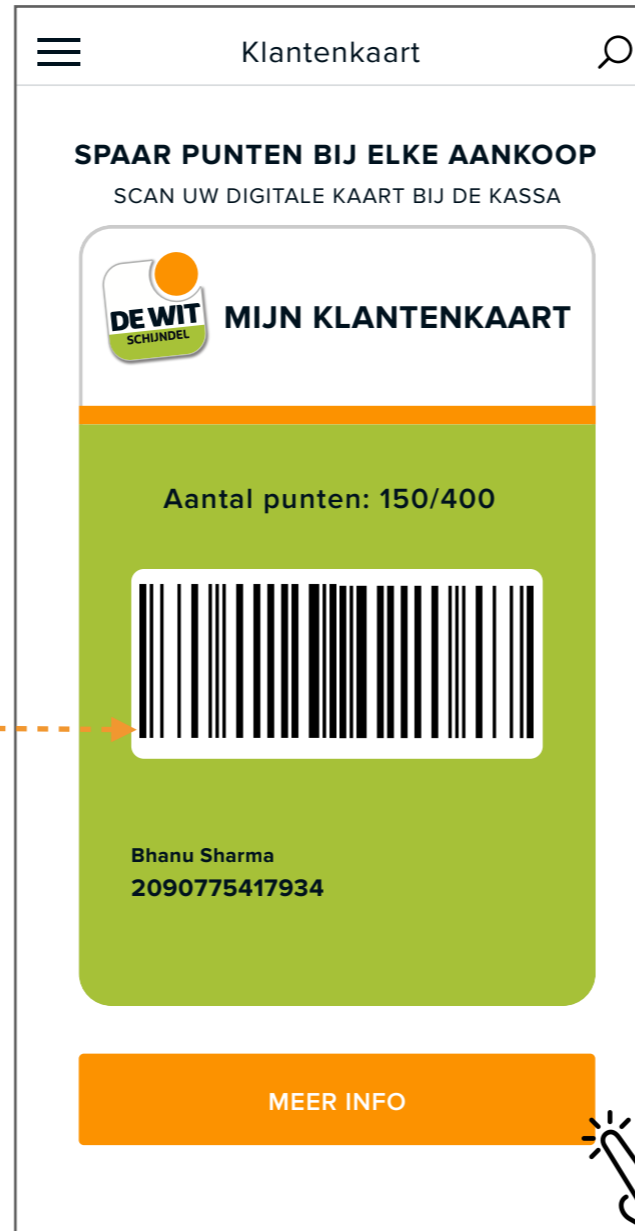 Klantenkaart
SPAAR PUNTEN BIJ ELKE AANKOOP
SCAN UW DIGITALE KAART BIJ DE KASSA
DE WIT
SCHIJNDEL
MIJN KLANTENKAART
Aantal punten: 150/400
Bhanu Sharma
2090775417934
MEER INFO